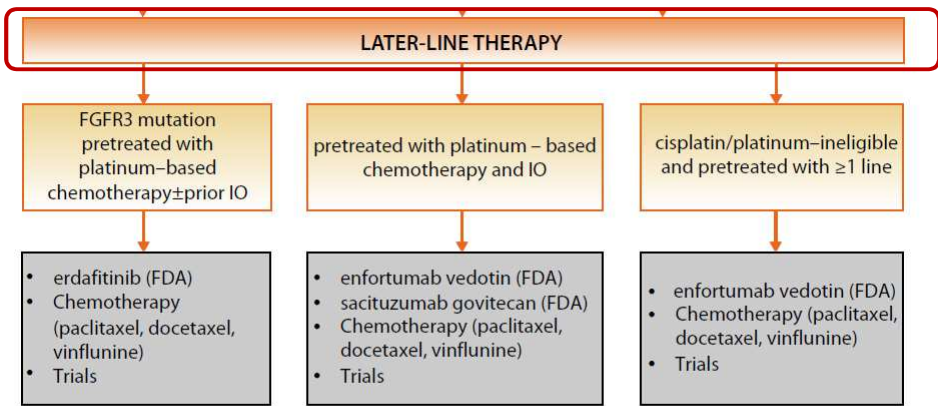 LATER-LINE THERAPY
FGFR3 mutation
pretreated with
platinum–based
chemotherapy±prior IO
pretreated with platinum – based
chemotherapy and IO
cisplatin/platinum–ineligible
and pretreated with ≥1 line
• erdafitinib (FDA)
• Chemotherapy
(paclitaxel, docetaxel,
vinflunine)
• Trials
• enfortumab vedotin (FDA)
• sacituzumab govitecan (FDA)
• Chemotherapy (paclitaxel,
docetaxel, vinflunine)
• Trials
• enfortumab vedotin (FDA)
• Chemotherapy (paclitaxel,
docetaxel, vinflunine)
• Trials